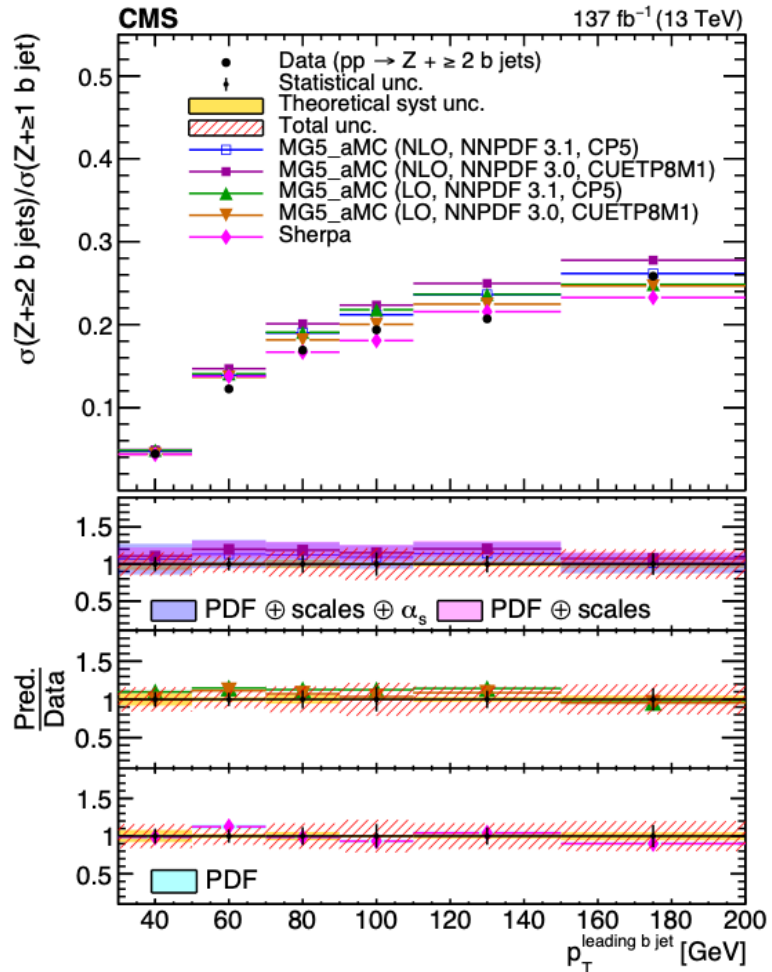 CMS 137 fb⁻¹ (13 TeV)
σ(Z+≥2 b jets)/σ(Z+≥1 b jet)
0.5
0.4
0.3
0.2
0.1
Data (pp → Z + ≥ 2 b jets)
Statistical unc.
Theoretical syst unc.
Total unc.
MG5_aMC (NLO, NNPDF 3.1, CP5)
MG5_aMC (NLO, NNPDF 3.0, CUETP8M1)
MG5_aMC (LO, NNPDF 3.1, CP5)
MG5_aMC (LO, NNPDF 3.0, CUETP8M1)
Sherpa
1.5
1
0.5
PDF ⊕ scales ⊕ αₛ PDF ⊕ scales
Pred.
Data
1.5
1
0.5
1.5
1
0.5
PDF
40 60 80 100 120 140 160 180 200
p_T^leading b jet [GeV]